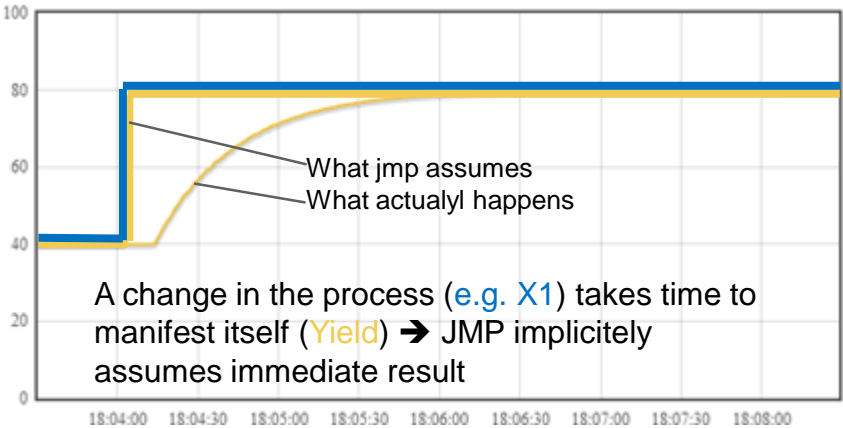 100
80
60
40
20
0
What jmp assumes
What actualyl happens
A change in the process (e.g. X1) takes time to
manifest itself (Yield) ➔ JMP implicitely
assumes immediate result
18:04:00 18:04:30 18:05:00 18:05:30 18:06:00 18:06:30 18:07:00 18:07:30 18:08:00